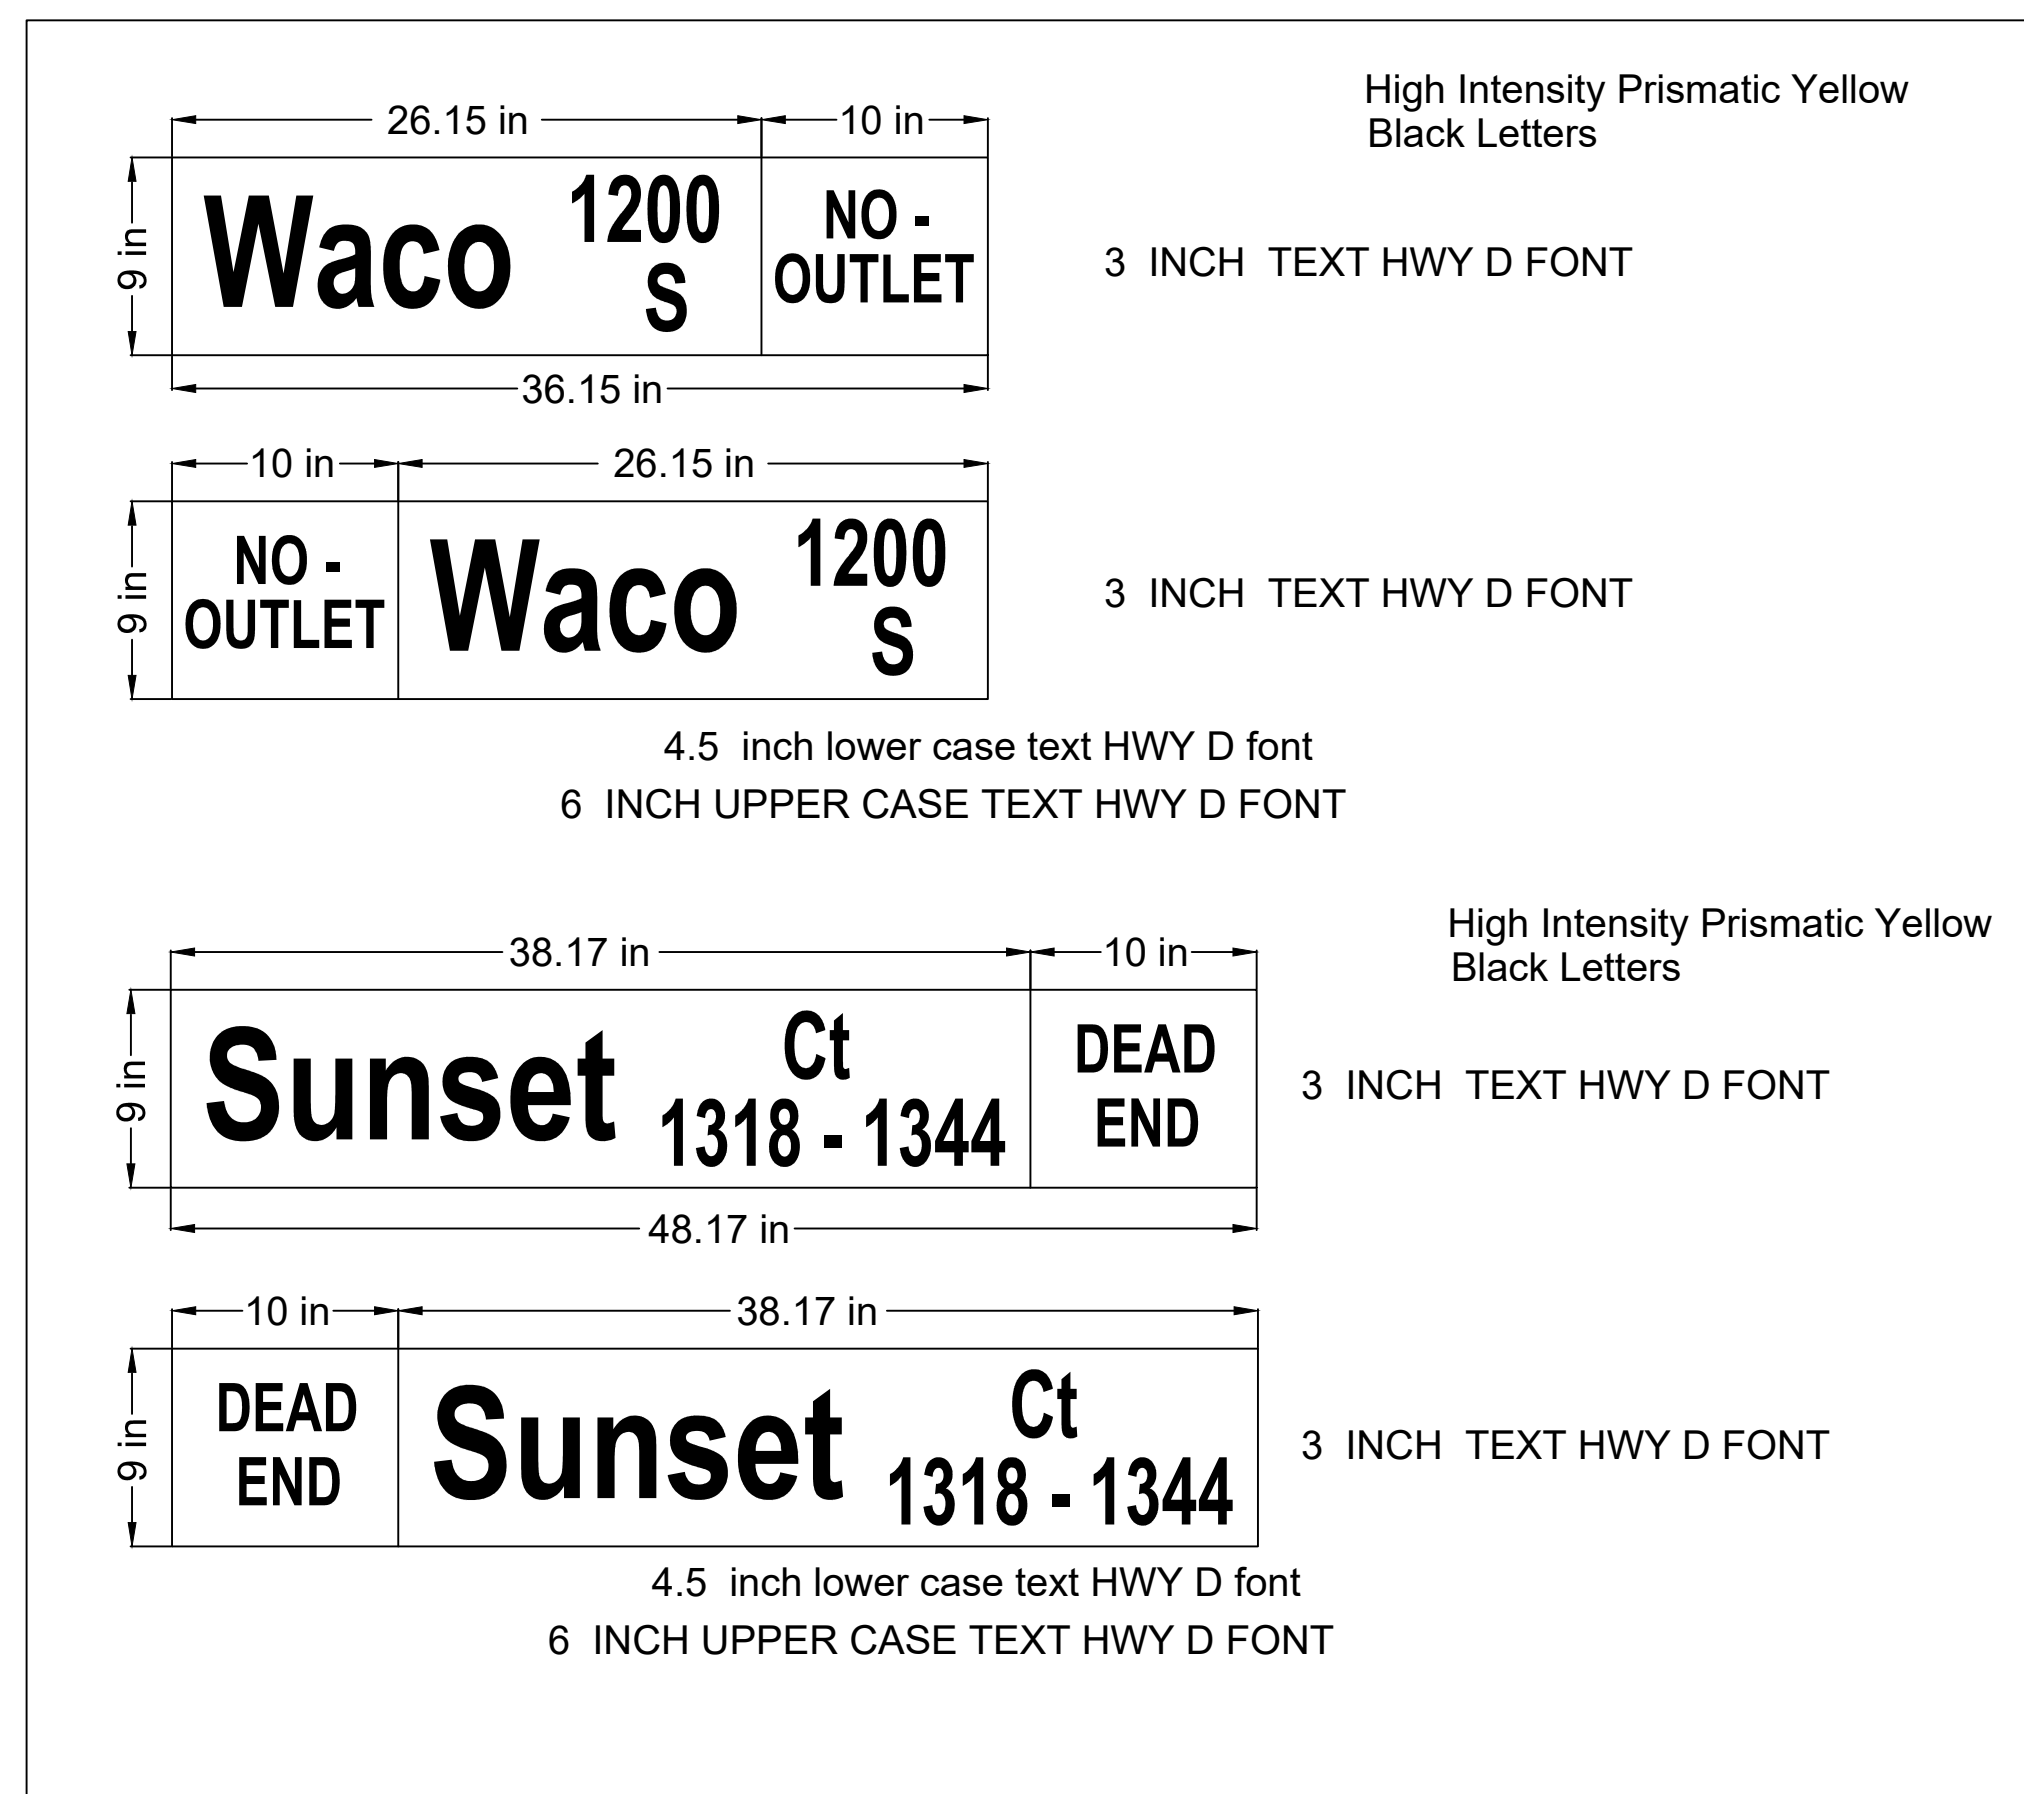 High Intensity Prismatic Yellow
Black Letters
26.15 in
10 in
9 in
Waco
1200
S
NO -
OUTLET
3 INCH TEXT HWY D FONT
36.15 in
10 in
26.15 in
9 in
NO -
OUTLET
Waco
1200
S
3 INCH TEXT HWY D FONT
4.5 inch lower case text HWY D font
6 INCH UPPER CASE TEXT HWY D FONT
High Intensity Prismatic Yellow
Black Letters
38.17 in
10 in
9 in
Sunset
Ct
1318 - 1344
DEAD
END
3 INCH TEXT HWY D FONT
48.17 in
10 in
38.17 in
9 in
DEAD
END
Sunset
Ct
1318 - 1344
3 INCH TEXT HWY D FONT
4.5 inch lower case text HWY D font
6 INCH UPPER CASE TEXT HWY D FONT